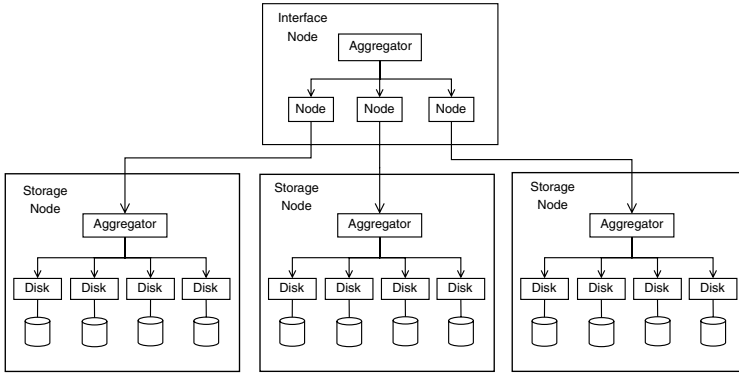 Interface
Node
Aggregator
Node Node Node
Storage
Node
Aggregator
Disk Disk Disk Disk
Storage
Node
Aggregator
Disk Disk Disk Disk
Storage
Node
Aggregator
Disk Disk Disk Disk